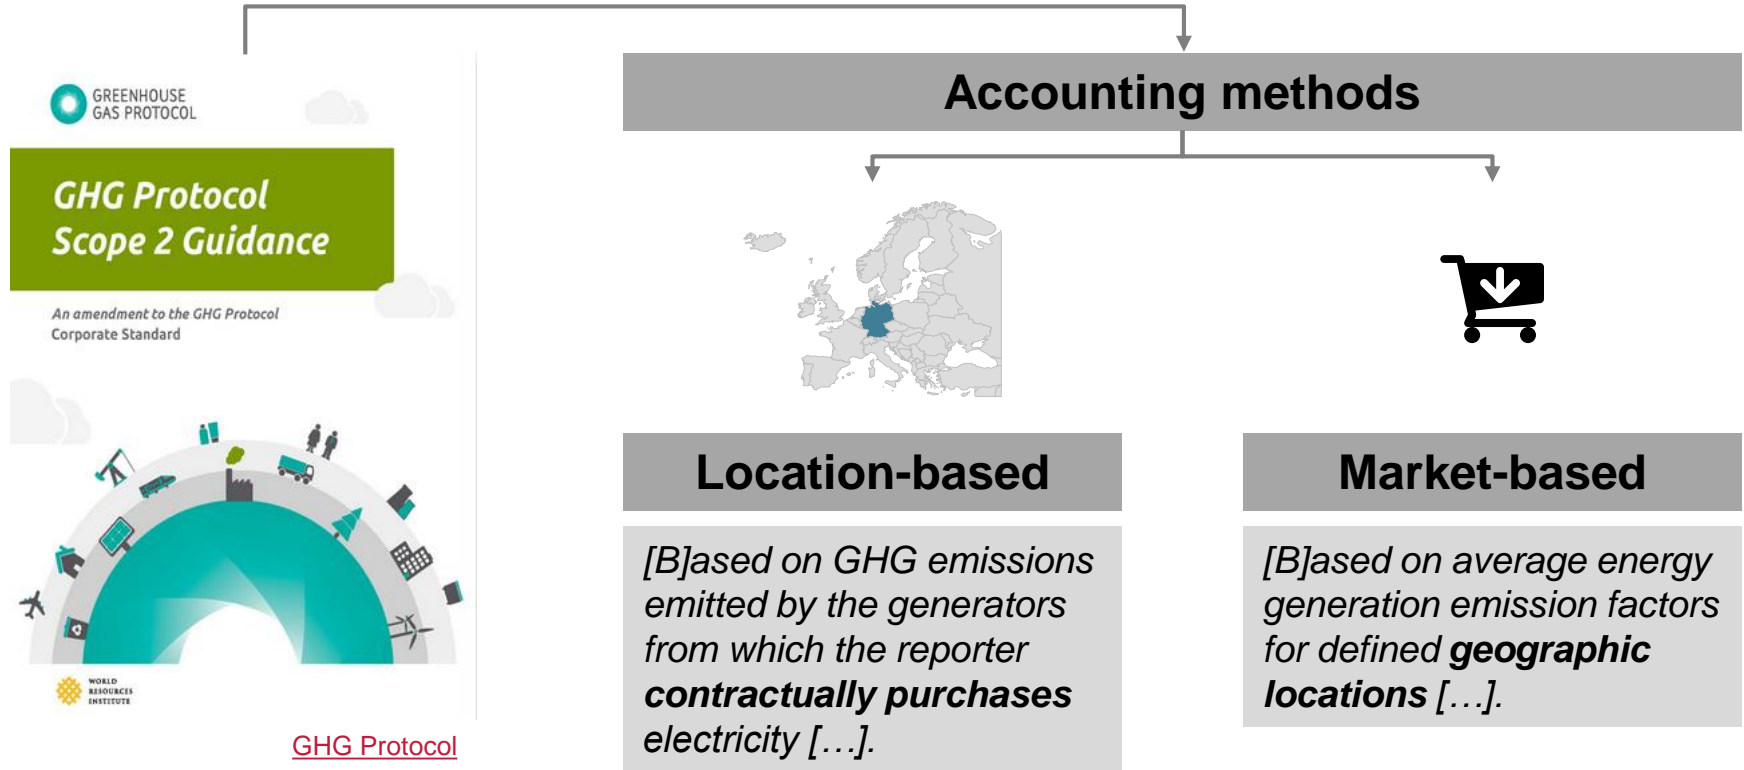 GREENHOUSE
GAS PROTOCOL
GHG Protocol
Scope 2 Guidance
An amendment to the GHG Protocol
Corporate Standard
WORLD
RESOURCES
INSTITUTE
GHG Protocol
Accounting methods
Location-based
[B]ased on GHG emissions
emitted by the generators
from which the reporter
contractually purchases
electricity […].
Market-based
[B]ased on average energy
generation emission factors
for defined geographic
locations […].